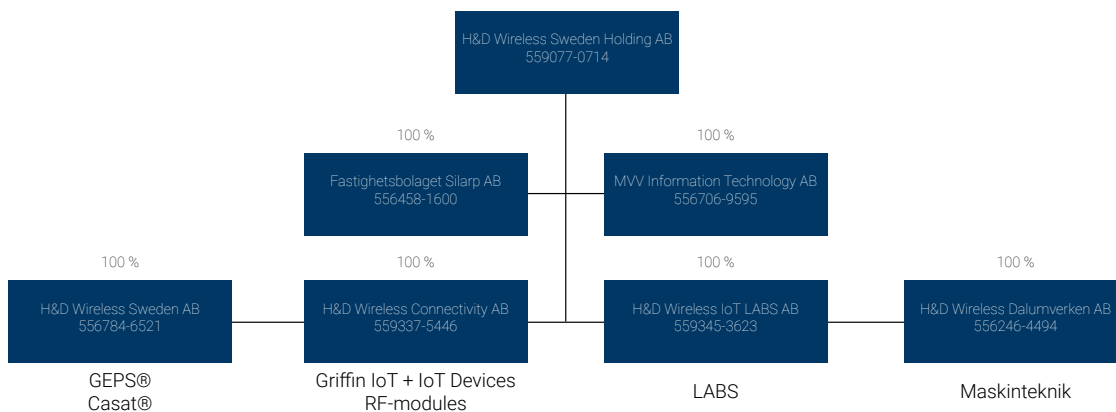 H&D Wireless Sweden Holding AB
559077-0714
100 %
100 %
Fastighetsbolaget Silarp AB
556458-1600
MVV Information Technology AB
556706-9595
100 %
100 %
100 %
100 %
H&D Wireless Sweden AB
556784-6521
H&D Wireless Connectivity AB
559337-5446
H&D Wireless IoT LABS AB
559345-3623
H&D Wireless Dalumverken AB
556246-4494
GEPS®
Casat®
Griffin IoT + IoT Devices
RF-modules
LABS
Maskinteknik